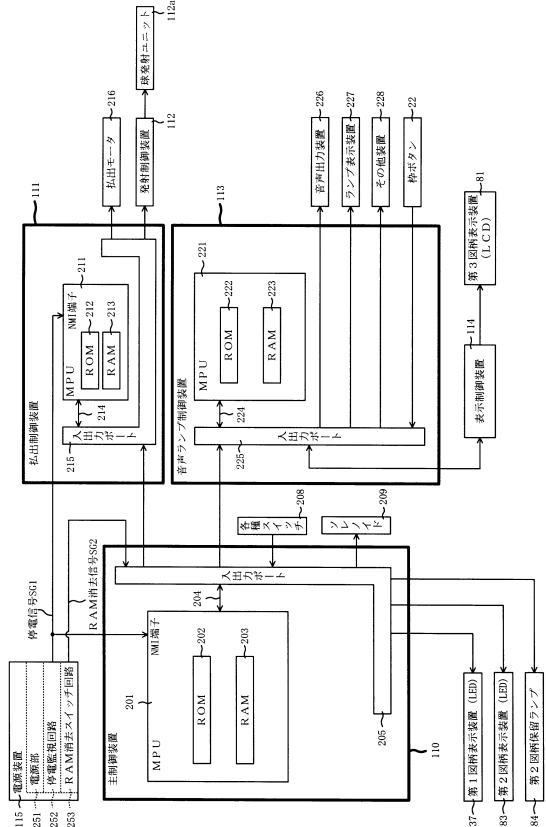 115
電源装置
251
電源部
252
停電監視回路
253
RAM消去スイッチ回路
停電信号SG1
RAM消去信号SG2
主制御装置
110
MPU
201
NMI端子
ROM
202
RAM
203
204
205
入出力ポート
各種スイッチ
208
ソレノイド
209
37
第1図柄表示装置(LED)
83
第2図柄表示装置(LED)
84
第2図柄保留ランプ
払出制御装置
111
MPU
NMI端子
211
ROM
212
RAM
213
214
215
入出力ポート
払出モータ
216
発射制御装置
112
球発射ユニット
112a
音声ランプ制御装置
113
MPU
221
ROM
222
RAM
223
224
225
入出力ポート
音声出力装置
226
ランプ表示装置
227
その他装置
228
枠ボタン
22
表示制御装置
114
第3図柄表示装置
(LCD)
81